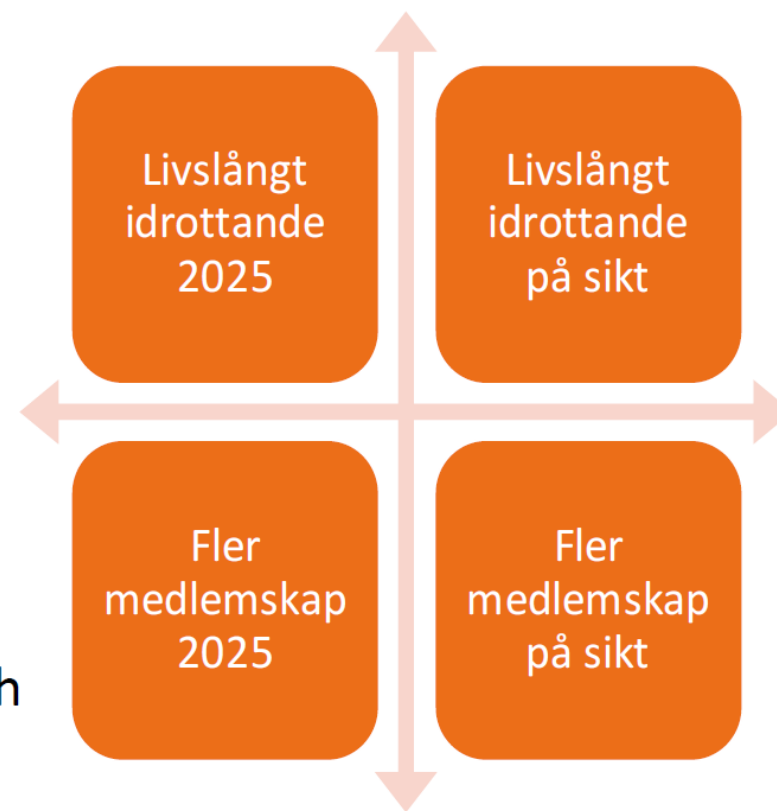 Livslångt
idrottande
2025
Livslångt
idrottande
på sikt
Fler
medlemskap
2025
Fler
medlemskap
på sikt
h